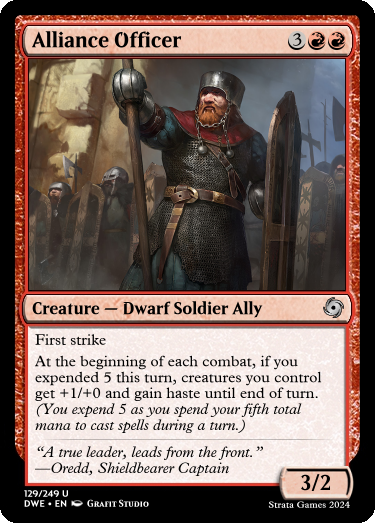 Alliance Officer 3
First strike
Creature — Dwarf Soldier Ally
At the beginning of each combat, if you
expended 5 this turn, creatures you control
get +1/+0 and gain haste until end of turn.
(You expend 5 as you spend your fifth total
mana to cast spells during a turn.)
“A true leader, leads from the front.”
—Oredd, Shieldbearer Captain
3/2
129/249 U
DWE • EN Grafit Studio
Strata Games 2024